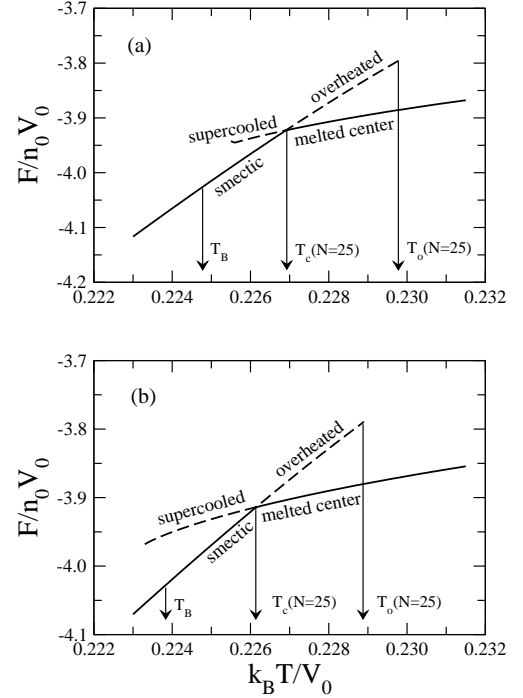 -3.7
(a)
-3.8
overheated
-3.9
supercooled
melted center
F/n0V0
-4.0
smectic
-4.1
TB
Tc(N=25)
To(N=25)
-4.2
0.222 0.224 0.226 0.228 0.230 0.232
-3.7
(b)
-3.8
overheated
supercooled
-3.9
melted center
F/n0V0
smectic
-4.0
TB
Tc(N=25)
To(N=25)
-4.1
0.222 0.224 0.226 0.228 0.230 0.232
kBT/V0